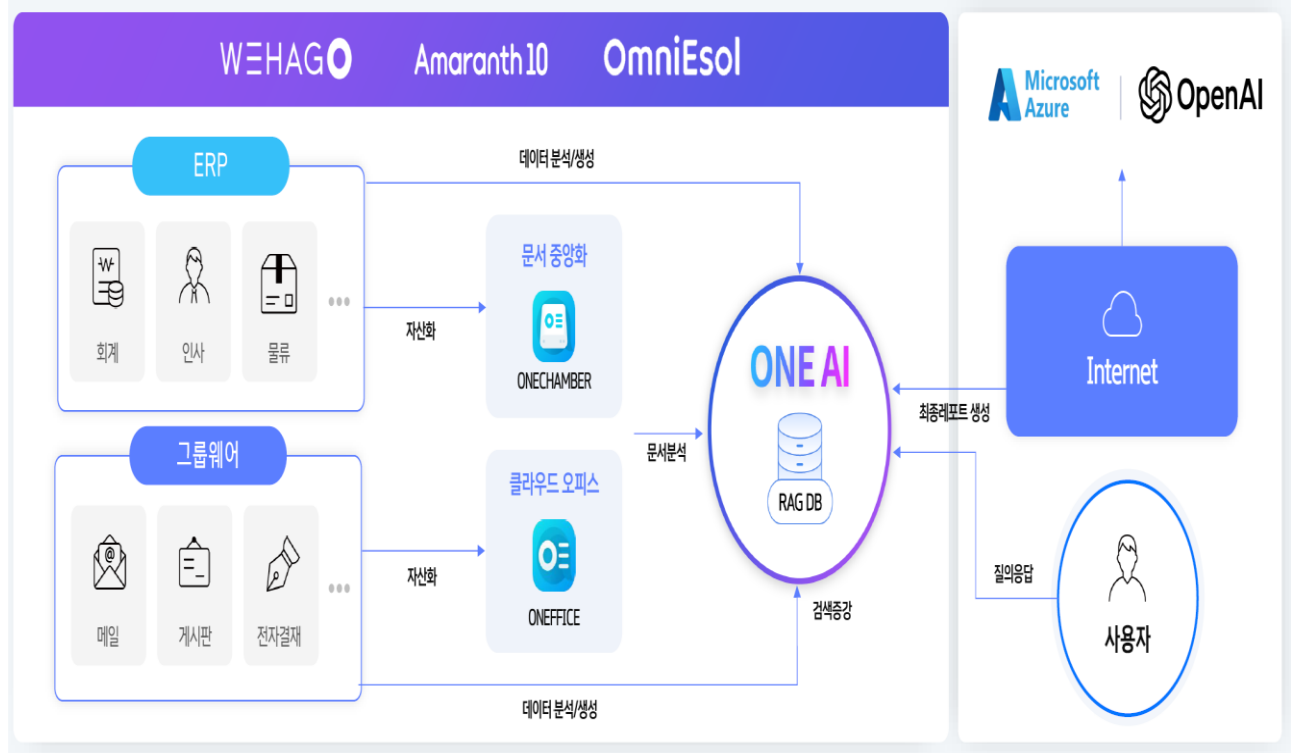 WEHAGO
Amaranth 10
OmniEsol
Microsoft
Azure
OpenAI
ERP
회계
인사
물류
데이터 분석/생성
자산화
문서 중앙화
ONECHAMBER
그룹웨어
메일
게시판
전자결재
자산화
클라우드 오피스
ONEFFICE
문서분석
데이터 분석/생성
검색증강
ONE AI
RAG DB
최종레포트 생성
Internet
질의응답
사용자